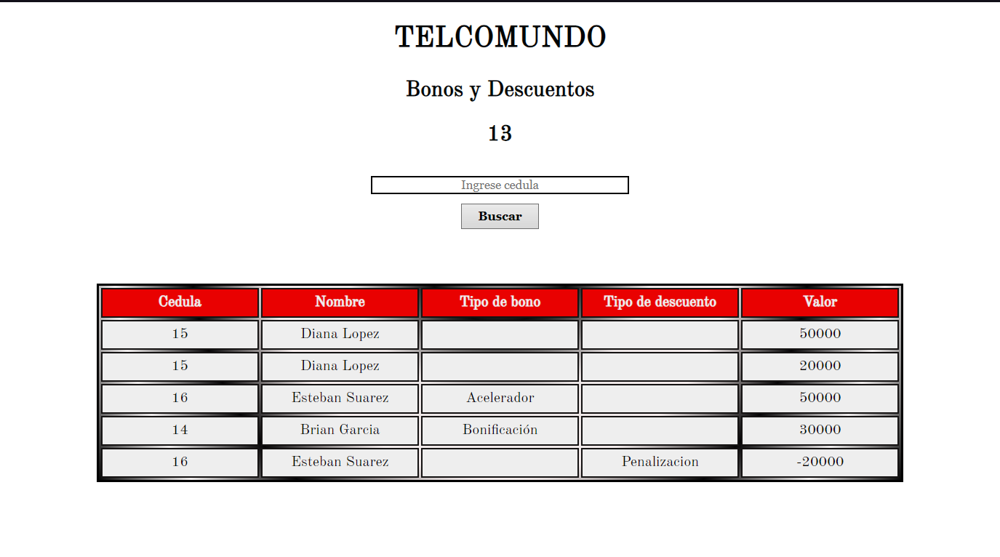 TELCOMUNDO
Bonos y Descuentos
13
Ingrese cedula
Buscar
Cedula Nombre Tipo de bono Tipo de descuento Valor
15 Diana Lopez 50000
15 Diana Lopez 20000
16 Esteban Suarez Acelerador 50000
14 Brian Garcia Bonificación 30000
16 Esteban Suarez Penalizacion -20000